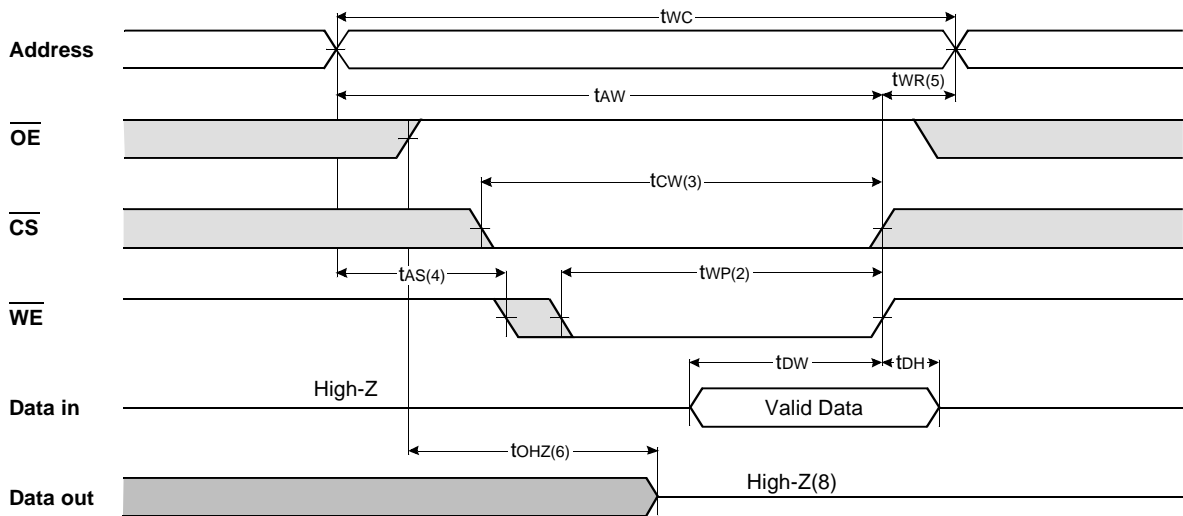 tWC
Address
tAW
tWR(5)
OE
tCW(3)
CS
tAS(4)
tWP(2)
WE
tDW
tDH
High-Z
Data in
Valid Data
tOHZ(6)
High-Z(8)
Data out